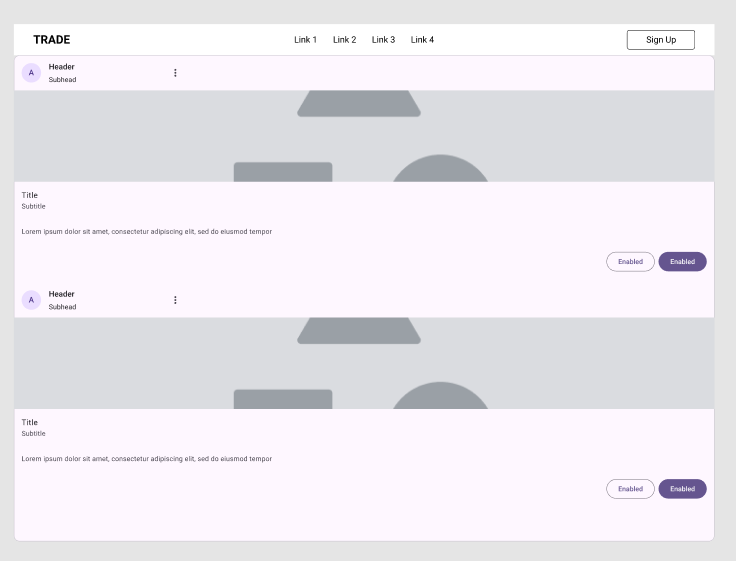 TRADE Link 1 Link 2 Link 3 Link 4 Sign Up
A Header
Subhead
Title
Subtitle
Lorem ipsum dolor sit amet, consectetur adipiscing elit, sed do eiusmod tempor
Enabled Enabled
A Header
Subhead
Title
Subtitle
Lorem ipsum dolor sit amet, consectetur adipiscing elit, sed do eiusmod tempor
Enabled Enabled